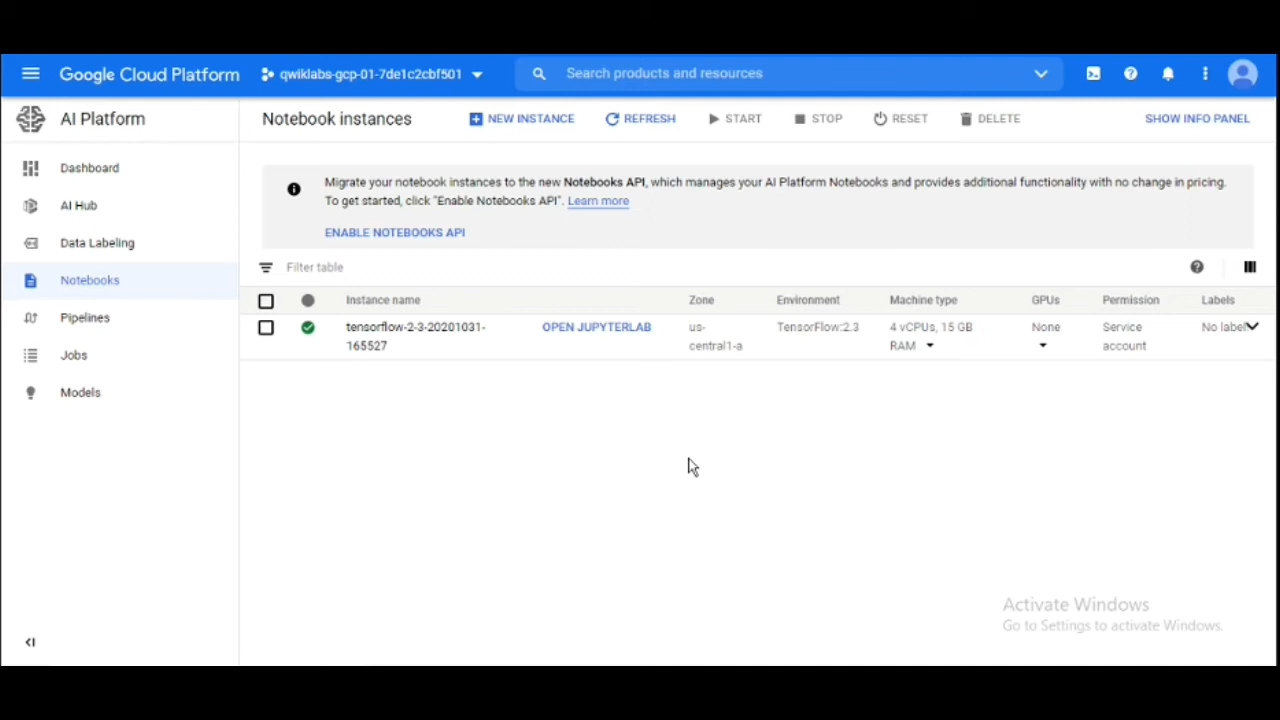 Google Cloud Platform
qwiklabs-gcp-01-7de1c2cbf501
Search products and resources
AI Platform
Notebook instances
NEW INSTANCE
REFRESH
START
STOP
RESET
DELETE
SHOW INFO PANEL
Dashboard
AI Hub
Data Labeling
Notebooks
Pipelines
Jobs
Models
Migrate your notebook instances to the new Notebooks API, which manages your AI Platform Notebooks and provides additional functionality with no change in pricing.
To get started, click "Enable Notebooks API". Learn more
ENABLE NOTEBOOKS API
Filter table
Instance name
Zone
Environment
Machine type
GPUs
Permission
Labels
tensorflow-2-3-20201031-
165527
OPEN JUPYTERLAB
us-
central1-a
TensorFlow:2.3
4 vCPUs, 15 GB
RAM
None
Service
account
No label
Activate Windows
Go to Settings to activate Windows.